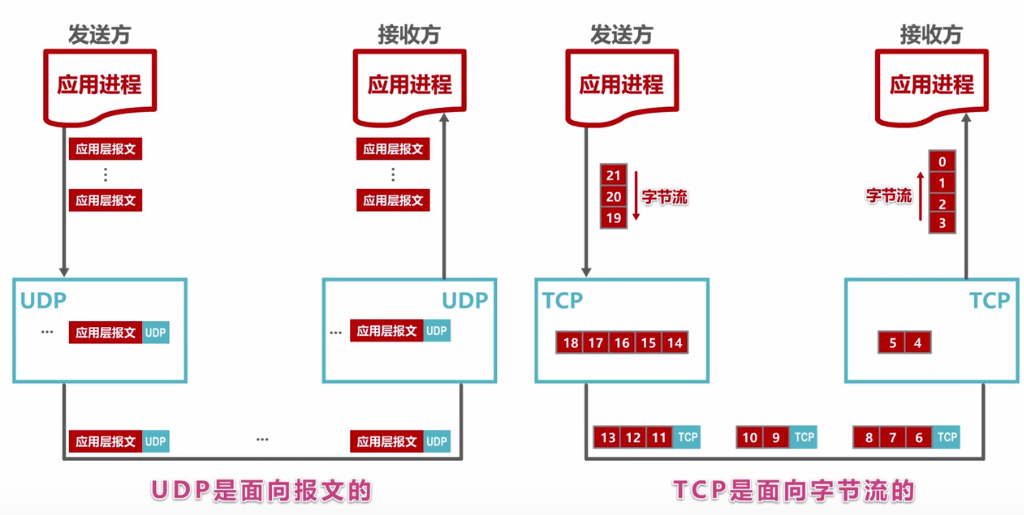 发送方
接收方
应用进程
应用进程
应用层报文
应用层报文
应用层报文
应用层报文
UDP
UDP
... 应用层报文 UDP
... 应用层报文 UDP
应用层报文 UDP
...
应用层报文 UDP
UDP是面向报文的
发送方
接收方
应用进程
应用进程
21
20
19
字节流
字节流
0
1
2
3
TCP
TCP
18 17 16 15 14
5 4
13 12 11 TCP
10 9 TCP
8 7 6 TCP
TCP是面向字节流的